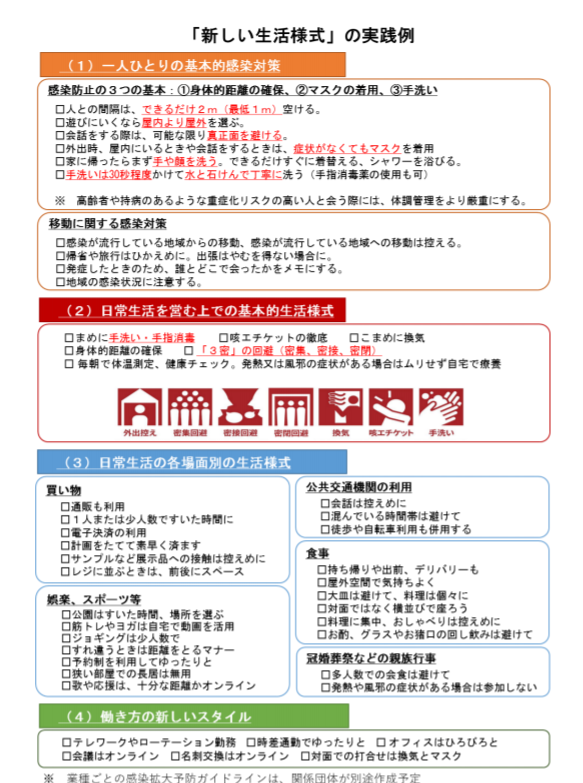 「新しい生活様式」の実践例
（１）一人ひとりの基本的感染対策
感染防止の３つの基本：①身体的距離の確保、②マスクの着用、③手洗い
□人との間隔は、できるだけ２ｍ（最低１ｍ）空ける。
□遊びにいくなら屋内より屋外を選ぶ。
□会話をする際は、可能な限り真正面を避ける。
□外出時、屋内にいるときや会話をするときは、症状がなくてもマスクを着用
□家に帰ったらまず手や顔を洗う。できるだけすぐに着替える、シャワーを浴びる。
□手洗いは30秒程度かけて水と石けんで丁寧に洗う（手指消毒薬の使用も可）
※　高齢者や持病のあるような重症化リスクの高い人と会う際には、体調管理をより厳重にする。
移動に関する感染対策
□感染が流行している地域からの移動、感染が流行している地域への移動は控える。
□帰省や旅行はひかえめに。出張はやむを得ない場合に。
□発症したときのため、誰とどこで会ったかをメモにする。
□地域の感染状況に注意する。
（２）日常生活を営む上での基本的生活様式
□まめに手洗い・手指消毒　□咳エチケットの徹底　□こまめに換気
□身体的距離の確保　□「３密」の回避（密集、密接、密閉）
□ 毎朝で体温測定、健康チェック。発熱又は風邪の症状がある場合はムリせず自宅で療養
外出控え　密集回避　密接回避　密閉回避　換気　咳エチケット　手洗い
（３）日常生活の各場面別の生活様式
買い物
□通販も利用
□１人または少人数ですいた時間に
□電子決済の利用
□計画をたてて素早く済ます
□サンプルなど展示品への接触は控えめに
□レジに並ぶときは、前後にスペース
娯楽、スポーツ等
□公園はすいた時間、場所を選ぶ
□筋トレやヨガは自宅で動画を活用
□ジョギングは少人数で
□すれ違うときは距離をとるマナー
□予約制を利用してゆったりと
□狭い部屋での長居は無用
□歌や応援は、十分な距離かオンライン
公共交通機関の利用
□会話は控えめに
□混んでいる時間帯は避けて
□徒歩や自転車利用も併用する
食事
□持ち帰りや出前、デリバリーも
□屋外空間で気持ちよく
□大皿は避けて、料理は個々に
□対面ではなく横並びで座ろう
□料理に集中、おしゃべりは控えめに
□お酌、グラスやお猪口の回し飲みは避けて
冠婚葬祭などの親族行事
□多人数での会食は避けて
□発熱や風邪の症状がある場合は参加しない
（４）働き方の新しいスタイル
□テレワークやローテーション勤務　□時差通勤でゆったりと　□オフィスはひろびろと
□会議はオンライン　□名刺交換はオンライン　□対面での打合せは換気とマスク
※　業種ごとの感染拡大予防ガイドラインは、関係団体が別途作成予定